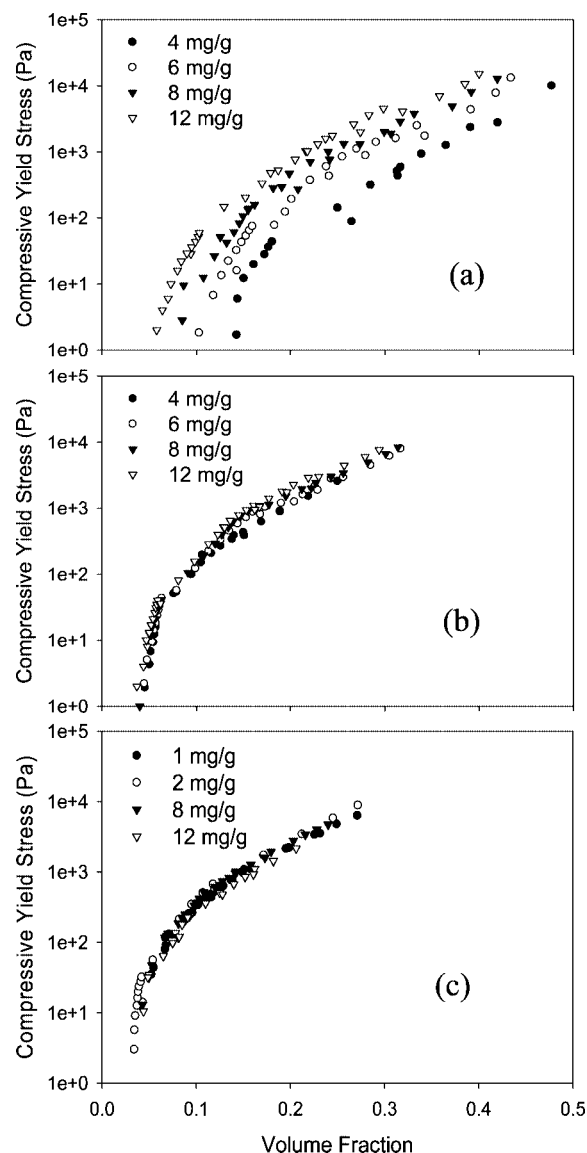 1e+5
4 mg/g
6 mg/g
8 mg/g
12 mg/g
1e+4
1e+3
1e+2
1e+1
1e+0
Compressive Yield Stress (Pa)
(a)
1e+5
4 mg/g
6 mg/g
8 mg/g
12 mg/g
1e+4
1e+3
1e+2
1e+1
1e+0
Compressive Yield Stress (Pa)
(b)
1e+5
1 mg/g
2 mg/g
8 mg/g
12 mg/g
1e+4
1e+3
1e+2
1e+1
1e+0
Compressive Yield Stress (Pa)
(c)
0.0 0.1 0.2 0.3 0.4 0.5
Volume Fraction